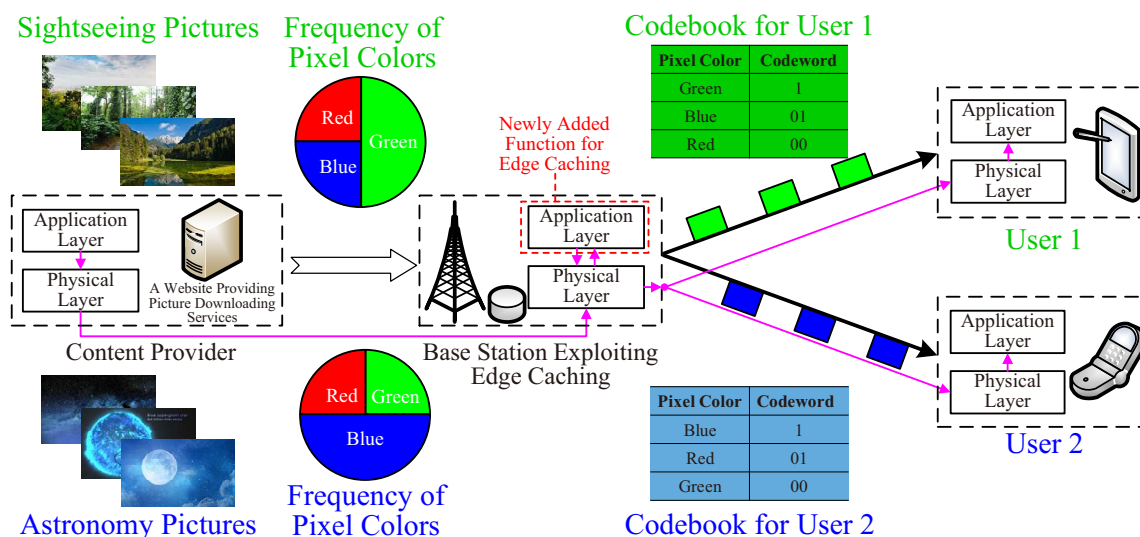 Sightseeing Pictures
Frequency of
Pixel Colors
Red
Green
Blue
Codebook for User 1
Pixel Color Codeword
Green 1
Blue 01
Red 00
Newly Added
Function for
Edge Caching
Application
Layer
Physical
Layer
A Website Providing
Picture Downloading
Services
Content Provider
Application
Layer
Physical
Layer
Base Station Exploiting
Edge Caching
Application
Layer
Physical
Layer
User 1
Application
Layer
Physical
Layer
User 2
Red
Green
Blue
Frequency of
Pixel Colors
Astronomy Pictures
Pixel Color Codeword
Blue 1
Red 01
Green 00
Codebook for User 2